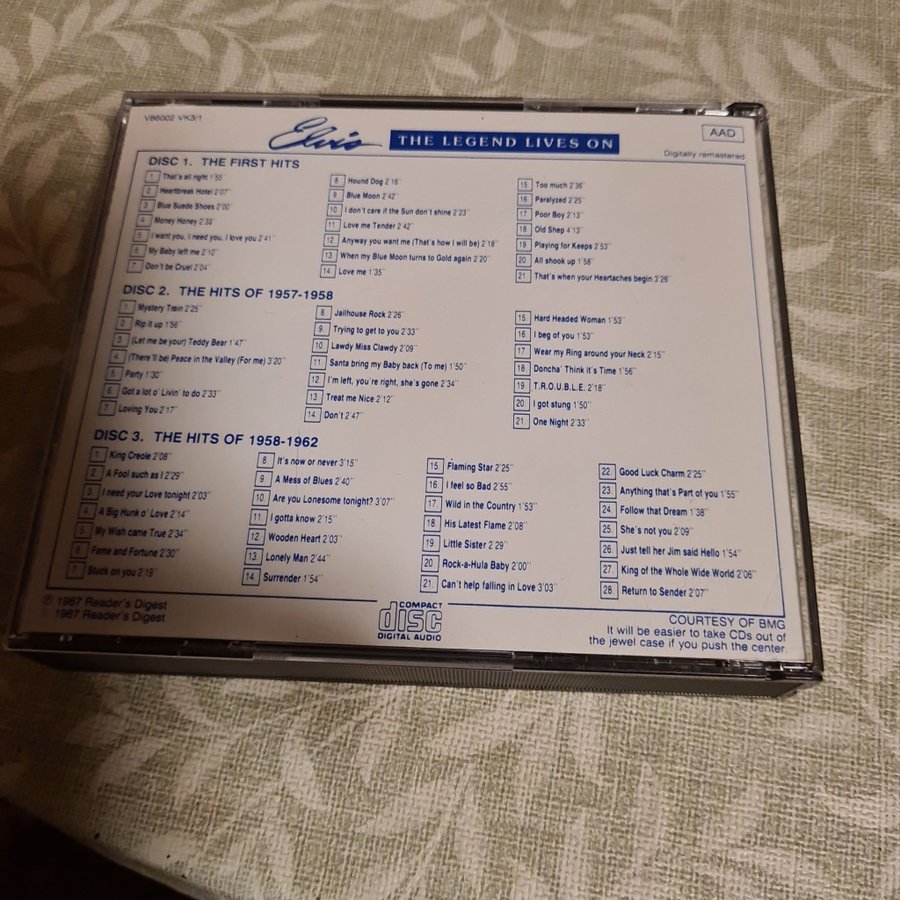 V86002 VK3/1
Elvis THE LEGEND LIVES ON
AAD
Digitally remastered
DISC 1. THE FIRST HITS
1 That's all right 1'55"
2 Heartbreak Hotel 2'07"
3 Blue Suede Shoes 2'00"
4 Money Honey 2'33"
5 I want you, I need you, I love you 2'41"
6 My Baby left me 2'10"
7 Don't be Cruel 2'04"
8 Hound Dog 2'16"
9 Blue Moon 2'42"
10 I don't care if the Sun don't shine 2'23"
11 Love me Tender 2'42"
12 Anyway you want me (That's how I will be) 2'18"
13 When my Blue Moon turns to Gold again 2'20"
14 Love me 1'35"
15 Too much 2'36"
16 Paralyzed 2'25"
17 Poor Boy 2'13"
18 Old Shep 4'13"
19 Playing for Keeps 2'53"
20 All shook up 1'58"
21 That's when your Heartaches begin 3'26"
DISC 2. THE HITS OF 1957-1958
1 Mystery Train 2'25"
2 Rip it up 1'56"
3 (Let me be your) Teddy Bear 1'47"
4 (There'll be) Peace in the Valley (For me) 3'20"
5 Party 1'30"
6 Got a lot o' Livin' to do 2'33"
7 Loving You 2'17"
8. Jailhouse Rock 2'26"
9 Trying to get to you 2'33"
10. Lawdy Miss Clawdy 2'09"
11. Santa bring my Baby back (To me) 1'50"
12 I'm left, you're right, she's gone 2'34"
13 Treat me Nice 2'12"
14. Don't 2'47"
15. Hard Headed Woman 1'53"
16. I beg of you 1'53"
17. Wear my Ring around your Neck 2'15"
18 Doncha' Think it's Time 1'56"
19. T.R.O.U.B.L.E. 2'18"
20. I got stung 1'50"
21. One Night 2'33"
DISC 3. THE HITS OF 1958-1962
1. King Creole 2'08"
2. A Fool such as I 2'29"
3. I need your Love tonight 2'03"
4. A Big Hunk o' Love 2'14"
5. My Wish came True 2'34"
6. Fame and Fortune 2'30"
7. Stuck on you 2'19"
8. It's now or never 3'15"
9 A Mess of Blues 2'40"
10 Are you Lonesome tonight? 3'07"
11. I gotta know 2'15"
12 Wooden Heart 2'03"
13 Lonely Man 2'44"
14 Surrender 1'54"
15 Flaming Star 2'25"
16. I feel so Bad 2'55"
17. Wild in the Country 1'53"
18 His Latest Flame 2'08"
19 Little Sister 2'29"
20 Rock-a-Hula Baby 2'00"
21. Can't help falling in Love 3'03"
22. Good Luck Charm 2'25"
23 Anything that's Part of you 1'55"
24. Follow that Dream 1'38"
25. She's not you 2'09"
26. Just tell her Jim said Hello 1'54"
27. King of the Whole Wide World 2'06"
28. Return to Sender 2'07"
℗ 1987 Reader's Digest
1987 Reader's Digest
COMPACT
disc
DIGITAL AUDIO
COURTESY OF BMG
It will be easier to take CDs out of
the jewel case if you push the center.